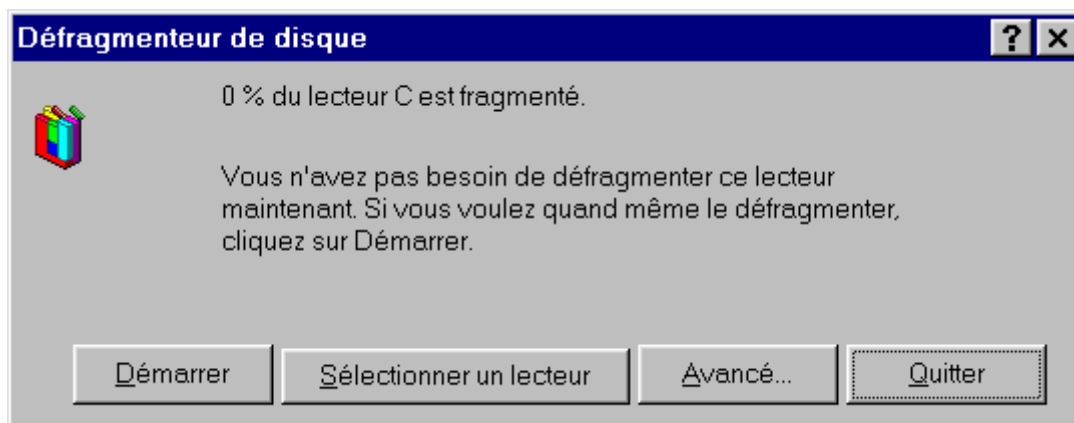 Défragmenteur de disque
0 % du lecteur C est fragmenté.
Vous n'avez pas besoin de défragmenter ce lecteur
maintenant. Si vous voulez quand même le défragmenter,
cliquez sur Démarrer.
Démarrer
Sélectionner un lecteur
Avancé...
Quitter